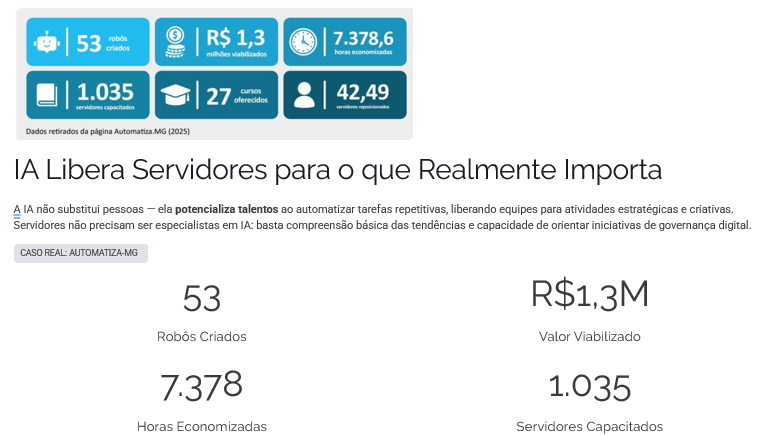 53 robôs criados
R$ 1,3 milhões viabilizados
7.378,6 horas economizadas
1.035 servidores capacitados
27 cursos oferecidos
42,49 servidores reposicionados
Dados retirados da página Automatiza.MG (2025)
IA Libera Servidores para o que Realmente Importa
A IA não substitui pessoas — ela potencializa talentos ao automatizar tarefas repetitivas, liberando equipes para atividades estratégicas e criativas.
Servidores não precisam ser especialistas em IA: basta compreensão básica das tendências e capacidade de orientar iniciativas de governança digital.
CASO REAL: AUTOMATIZA-MG
53
R$1,3M
Robôs Criados
Valor Viabilizado
7.378
1.035
Horas Economizadas
Servidores Capacitados